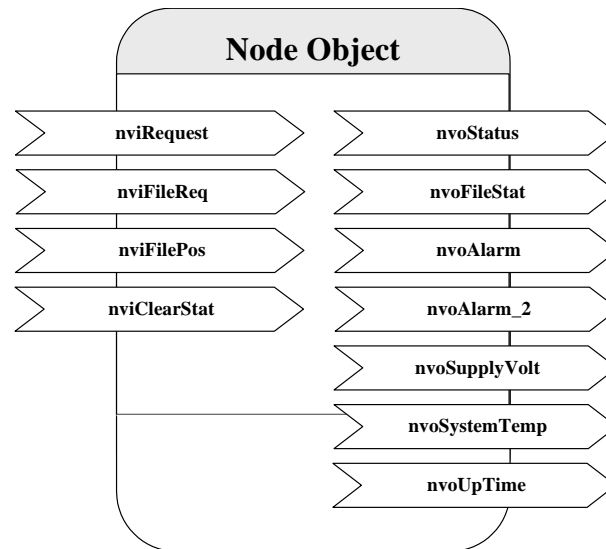 Node Object
nviRequest
nvoStatus
nviFileReq
nvoFileStat
nviFilePos
nvoAlarm
nviClearStat
nvoAlarm_2
nvoSupplyVolt
nvoSystemTemp
nvoUpTime